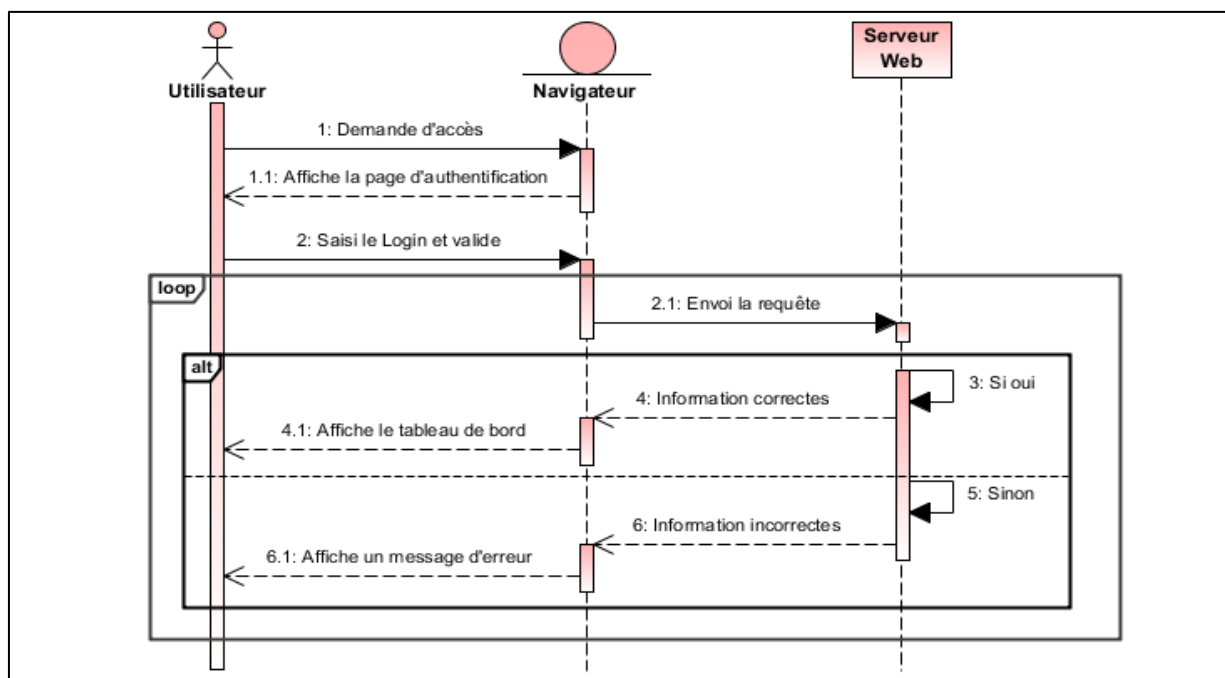 Utilisateur
Navigateur
Serveur
Web
1: Demande d'accès
1.1: Affiche la page d'authentification
2: Saisi le Login et valide
loop
2.1: Envoi la requête
alt
3: Si oui
4: Information correctes
4.1: Affiche le tableau de bord
5: Sinon
6: Information incorrectes
6.1: Affiche un message d'erreur